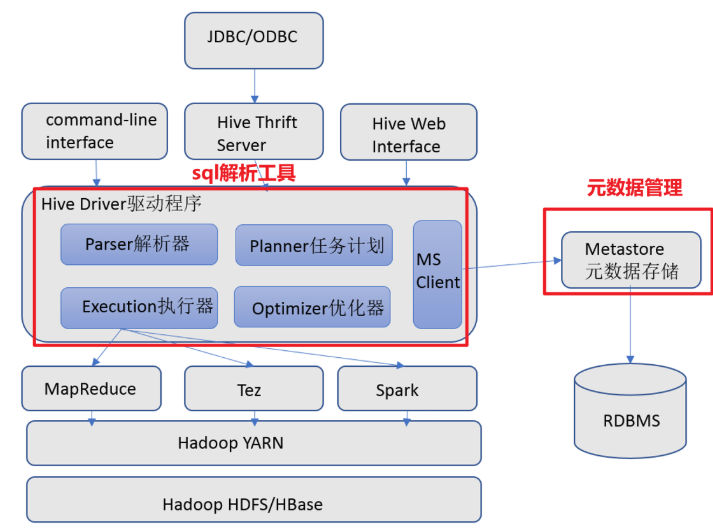 JDBC/ODBC
command-line
interface
Hive Thrift
Server
Hive Web
Interface
sql解析工具
元数据管理
Hive Driver驱动程序
Parser解析器
Planner任务计划
MS
Client
Execution执行器
Optimizer优化器
Metastore
元数据存储
MapReduce
Tez
Spark
RDBMS
Hadoop YARN
Hadoop HDFS/HBase